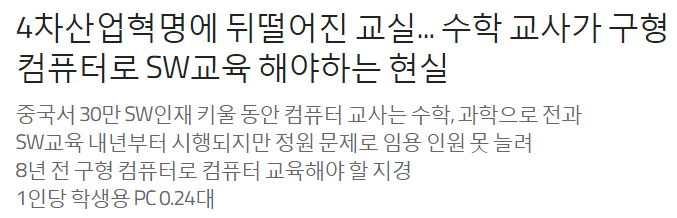 4차산업혁명에 뒤떨어진 교실... 수학 교사가 구형
컴퓨터로 SW교육 해야하는 현실
중국서 30만 SW인재 키울 동안 컴퓨터 교사는 수학, 과학으로 전과
SW교육 내년부터 시행되지만 정원 문제로 임용 인원 못 늘려
8년 전 구형 컴퓨터로 컴퓨터 교육해야 할 지경
1인당 학생용 PC 0.24대